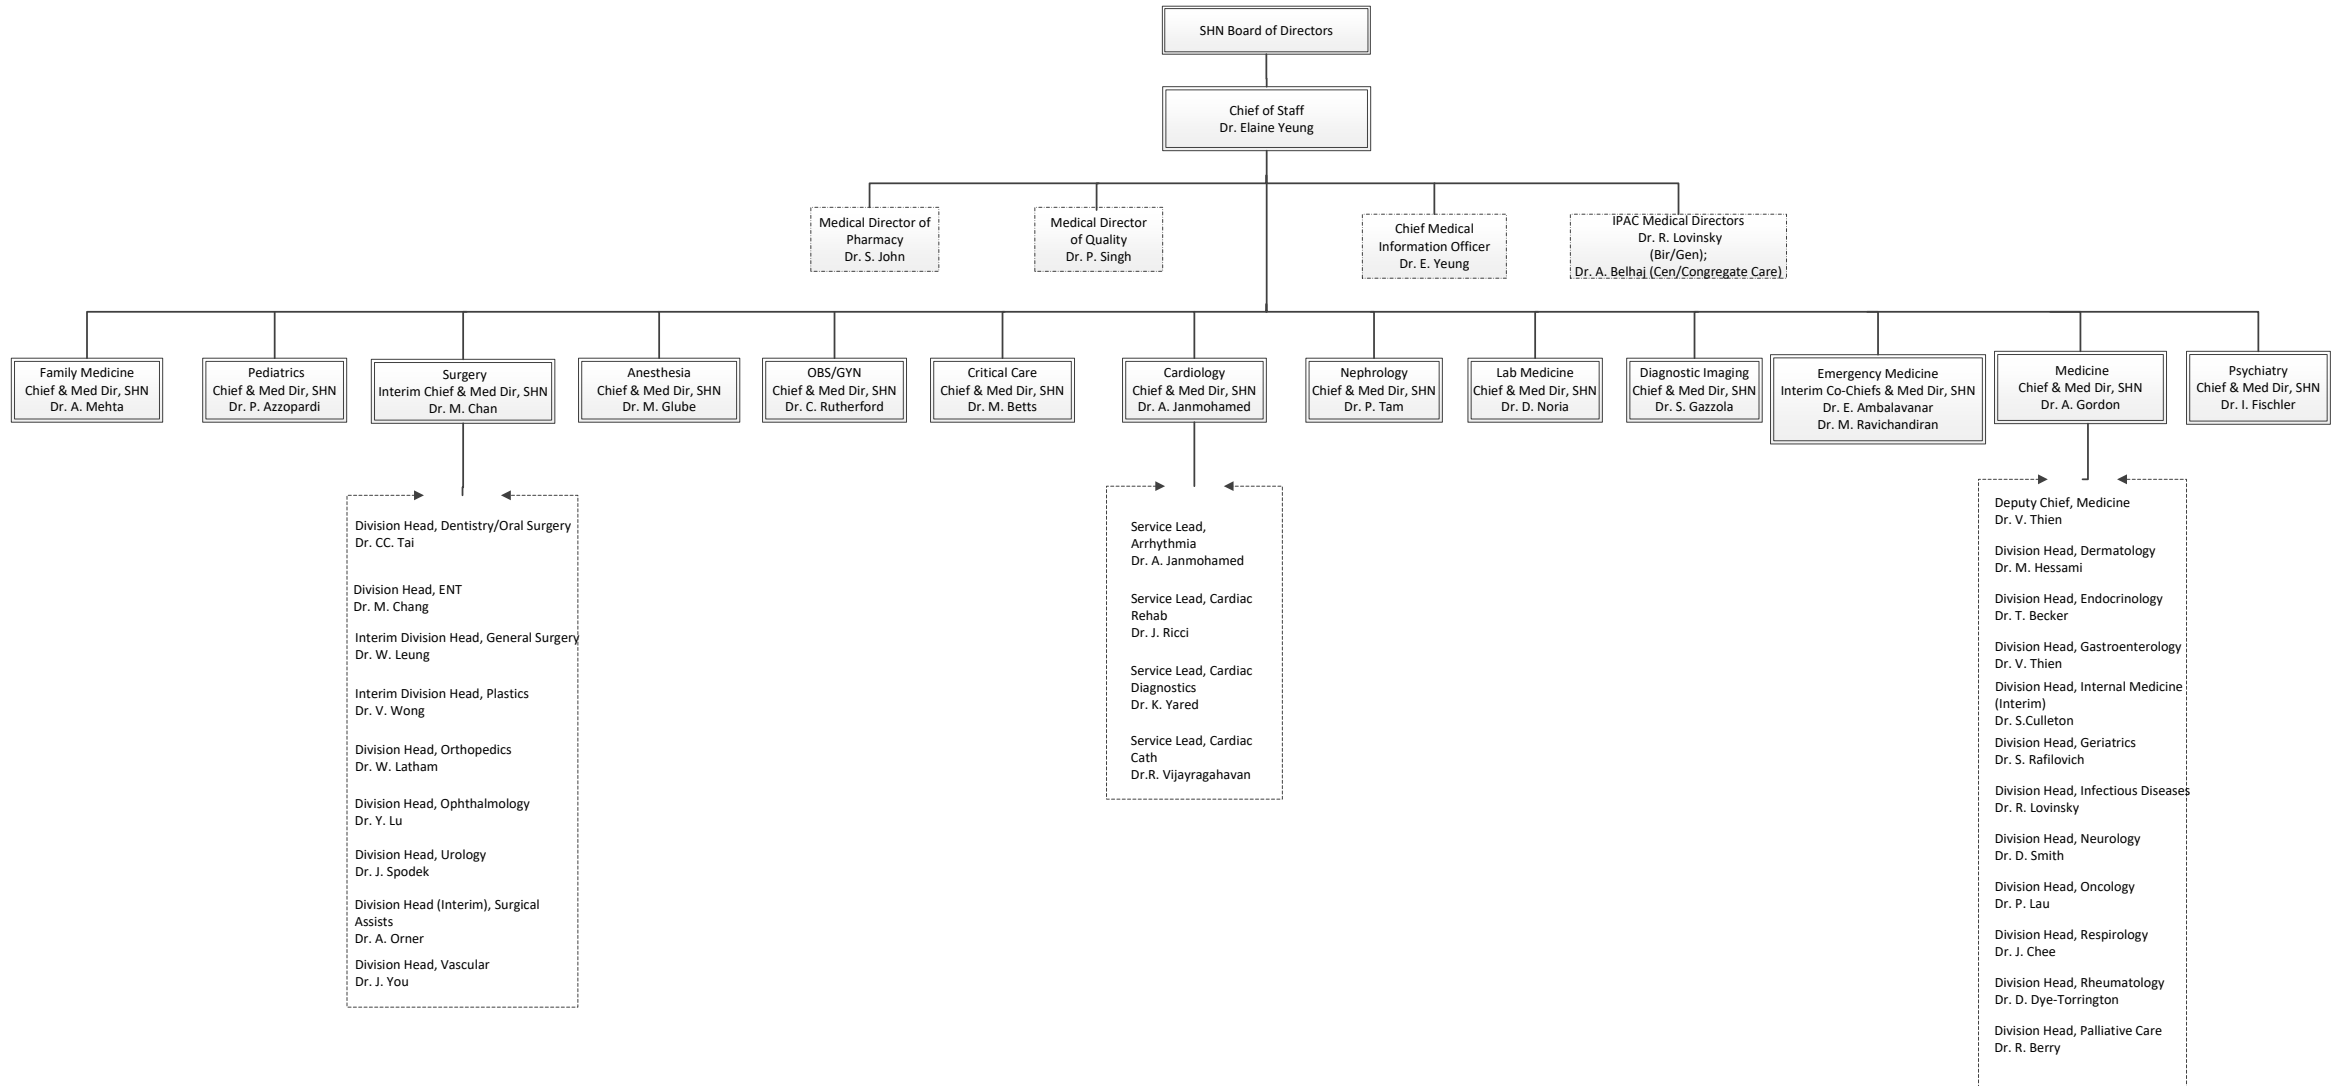 SHN Board of Directors
Chief of Staff
Dr. Elaine Yeung
Medical Director of
Pharmacy
Dr. S. John
Medical Director
of Quality
Dr. P. Singh
Chief Medical
Information Officer
Dr. E. Yeung
IPAC Medical Directors
Dr. R. Lovinsky
(Bir/Gen);
Dr. A. Belhaj (Cen/Congregate Care)
Family Medicine
Chief & Med Dir, SHN
Dr. A. Mehta
Pediatrics
Chief & Med Dir, SHN
Dr. P. Azzopardi
Surgery
Interim Chief & Med Dir, SHN
Dr. M. Chan
Anesthesia
Chief & Med Dir, SHN
Dr. M. Glube
OBS/GYN
Chief & Med Dir, SHN
Dr. C. Rutherford
Critical Care
Chief & Med Dir, SHN
Dr. M. Betts
Cardiology
Chief & Med Dir, SHN
Dr. A. Janmohamed
Nephrology
Chief & Med Dir, SHN
Dr. P. Tam
Lab Medicine
Chief & Med Dir, SHN
Dr. D. Noria
Diagnostic Imaging
Chief & Med Dir, SHN
Dr. S. Gazzola
Emergency Medicine
Interim Co-Chiefs & Med Dir, SHN
Dr. E. Ambalavanar
Dr. M. Ravichandiran
Medicine
Chief & Med Dir, SHN
Dr. A. Gordon
Psychiatry
Chief & Med Dir, SHN
Dr. I. Fischler
Division Head, Dentistry/Oral Surgery
Dr. CC. Tai
Division Head, ENT
Dr. M. Chang
Interim Division Head, General Surgery
Dr. W. Leung
Interim Division Head, Plastics
Dr. V. Wong
Division Head, Orthopedics
Dr. W. Latham
Division Head, Ophthalmology
Dr. Y. Lu
Division Head, Urology
Dr. J. Spodek
Division Head (Interim), Surgical
Assists
Dr. A. Orner
Division Head, Vascular
Dr. J. You
Service Lead,
Arrhythmia
Dr. A. Janmohamed
Service Lead, Cardiac
Rehab
Dr. J. Ricci
Service Lead, Cardiac
Diagnostics
Dr. K. Yared
Service Lead, Cardiac
Cath
Dr.R. Vijayragahavan
Deputy Chief, Medicine
Dr. V. Thien
Division Head, Dermatology
Dr. M. Hessami
Division Head, Endocrinology
Dr. T. Becker
Division Head, Gastroenterology
Dr. V. Thien
Division Head, Internal Medicine
(Interim)
Dr. S.Culleton
Division Head, Geriatrics
Dr. S. Rafilovich
Division Head, Infectious Diseases
Dr. R. Lovinsky
Division Head, Neurology
Dr. D. Smith
Division Head, Oncology
Dr. P. Lau
Division Head, Respirology
Dr. J. Chee
Division Head, Rheumatology
Dr. D. Dye-Torrington
Division Head, Palliative Care
Dr. R. Berry